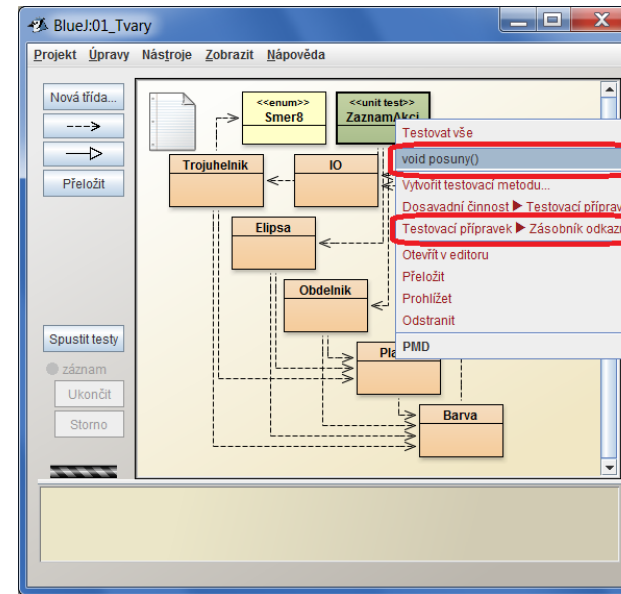 BlueJ:01_Tvary
Projekt Úpravy Nástroje Zobrazit Nápověda
Nová třída...
Přeložit
Spustit testy
záznam
Ukončit
Storno
<<enum>>
Smer8
<<unit test>>
ZaznamAkci
Trojuhelnik
IO
Elipsa
Obdelnik
Barva
Testovat vše
void posuny()
Vytvořit testovací metodu...
Dosavadní činnost ▶ Testovací příprav
Testovací přípravek ▶ Zásobník odkazů
Otevřít v editoru
Přeložit
Prohlížet
Odstranit
PMD